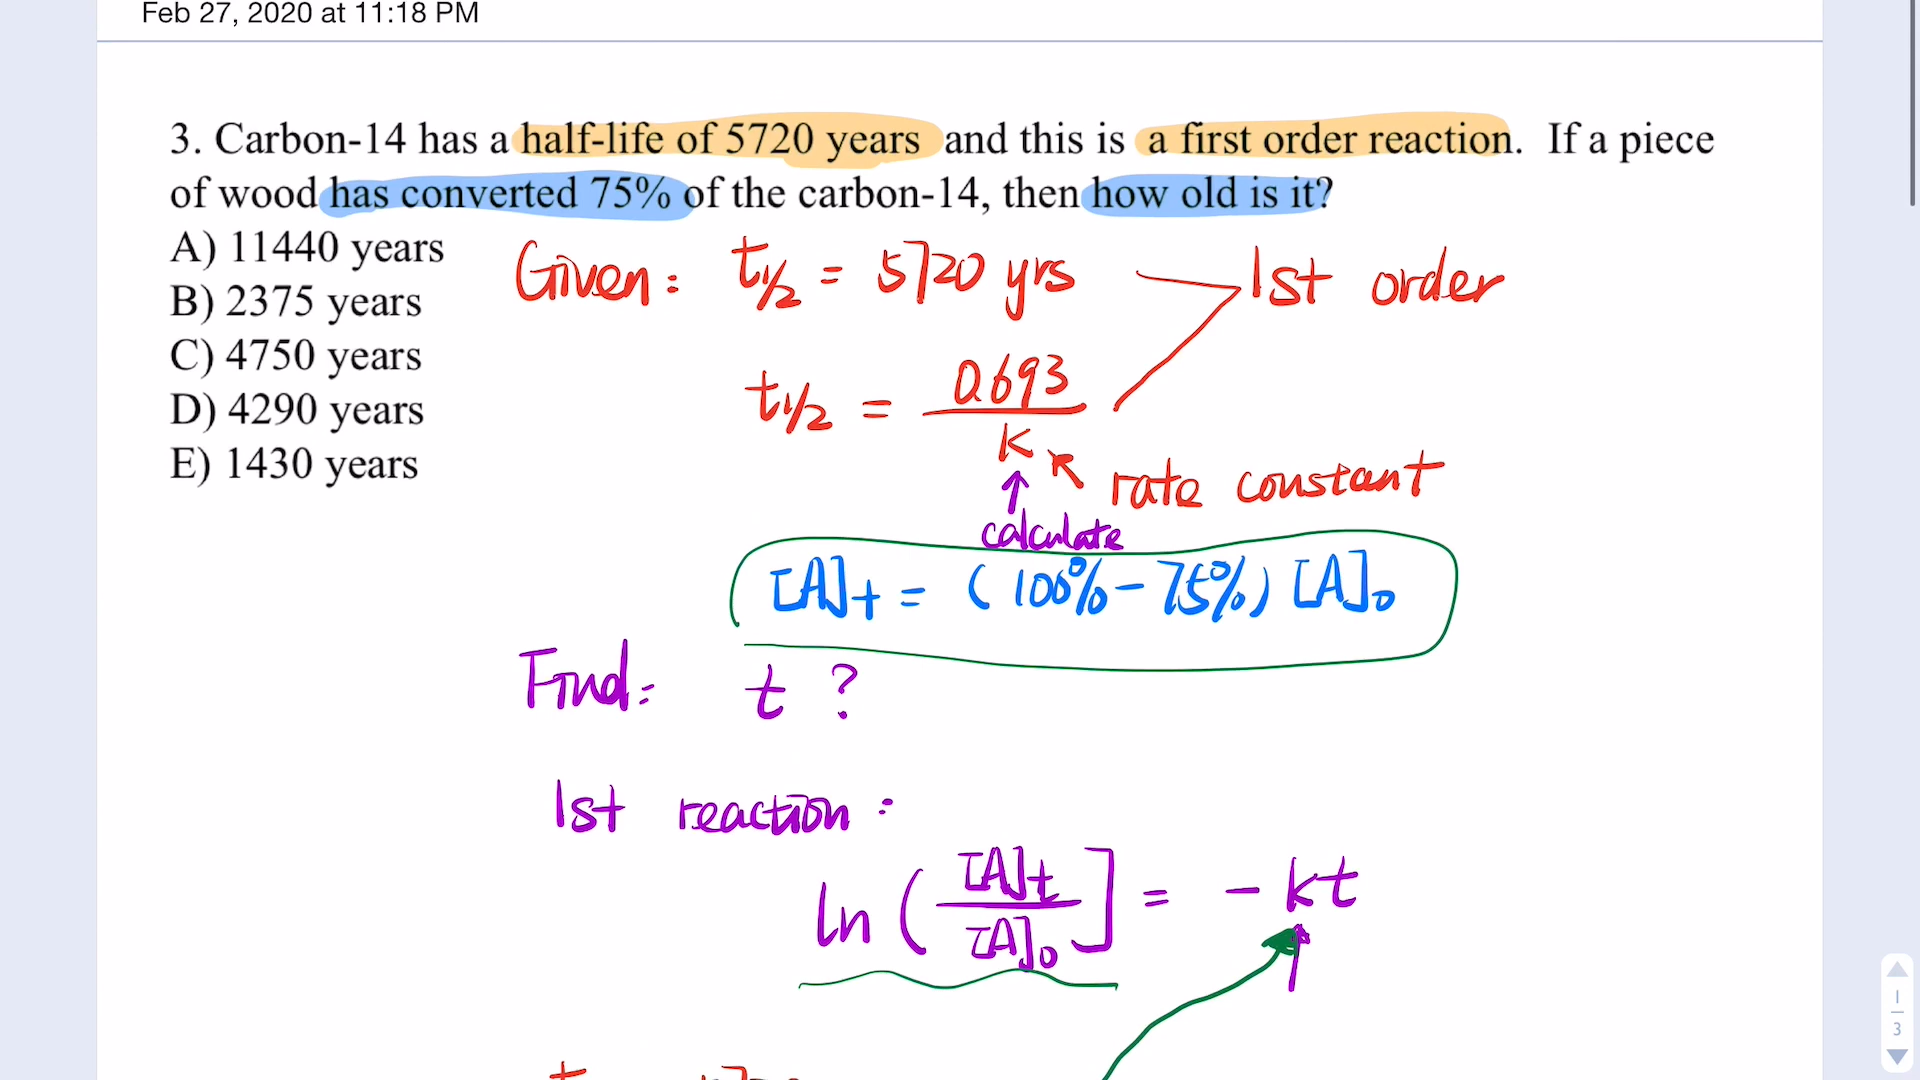 Feb 27, 2020 at 11:18 PM
3. Carbon-14 has a half-life of 5720 years and this is a first order reaction. If a piece
of wood has converted 75% of the carbon-14, then how old is it?
A) 11440 years
B) 2375 years
C) 4750 years
D) 4290 years
E) 1430 years
Given: t1/2 = 5720 yrs 1st order
t1/2 = 0.693
k
rate constant
calculate
[A]t = (100% - 75%) [A]0
Find: t ?
1st reaction:
ln ( [A]t / [A]0 ] = - kt
1
3